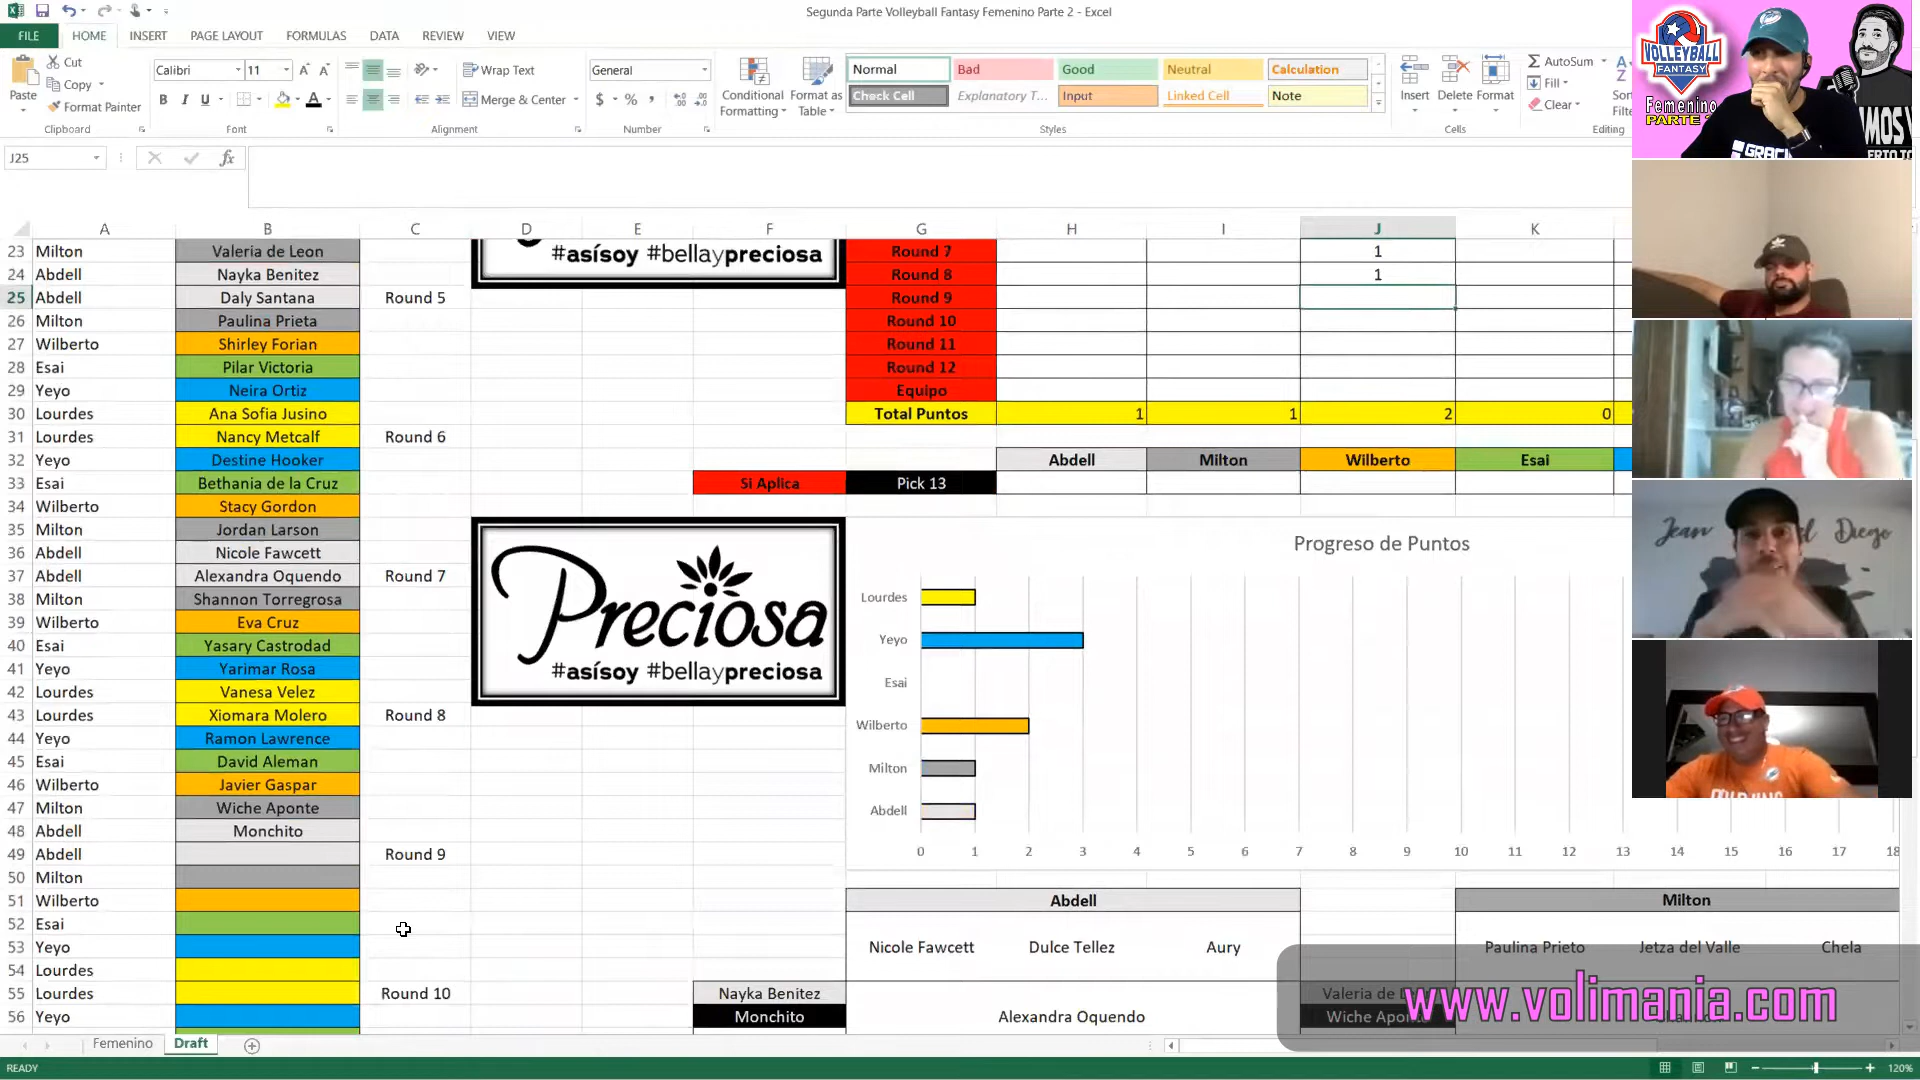 Segunda Parte Volleyball Fantasy Femenino Parte 2 - Excel
FILE HOME INSERT PAGE LAYOUT FORMULAS DATA REVIEW VIEW
Paste Cut Copy Format Painter Clipboard
Calibri 11 A A B I U A Font
Wrap Text Merge & Center Alignment
General $ % , Number
Conditional Formatting Format as Table
Normal Bad Good Neutral Calculation
Check Cell Explanatory T... Input Linked Cell Note
Styles
Insert Delete Format Cells
AutoSum Fill Clear Editing
J25 fx
A B C D E F G H I J K
23 Milton Valeria de Leon Round 7 1
24 Abdell Nayka Benitez Round 8 1
25 Abdell Daly Santana Round 5 Round 9
26 Milton Paulina Prieta Round 10
27 Wilberto Shirley Forian Round 11
28 Esai Pilar Victoria Round 12
29 Yeyo Neira Ortiz Equipo
30 Lourdes Ana Sofia Jusino Total Puntos 1 1 2 0
31 Lourdes Nancy Metcalf Round 6
32 Yeyo Destine Hooker Abdell Milton Wilberto Esai
33 Esai Bethania de la Cruz Si Aplica Pick 13
34 Wilberto Stacy Gordon
35 Milton Jordan Larson
36 Abdell Nicole Fawcett
37 Abdell Alexandra Oquendo Round 7
38 Milton Shannon Torregrosa
39 Wilberto Eva Cruz
40 Esai Yasary Castrodad
41 Yeyo Yarimar Rosa
42 Lourdes Vanesa Velez
43 Lourdes Xiomara Molero Round 8
44 Yeyo Ramon Lawrence
45 Esai David Aleman
46 Wilberto Javier Gaspar
47 Milton Wiche Aponte
48 Abdell Monchito
49 Abdell Round 9
50 Milton
51 Wilberto
52 Esai
53 Yeyo
54 Lourdes
55 Lourdes Round 10
56 Yeyo
#asísoy #bellaypreciosa
Preciosa
#asísoy #bellaypreciosa
Progreso de Puntos
Lourdes
Yeyo
Esai
Wilberto
Milton
Abdell
0 1 2 3 4 5 6 7 8 9 10 11 12 13 14 15 16 17 18
Abdell Milton
Nicole Fawcett Dulce Tellez Aury Paulina Prieto Jetza del Valle Chela
Nayka Benitez Valeria de
Monchito Alexandra Oquendo Wiche Aponte
www.volimania.com
Femenino Draft
READY 120%
VOLLEYBALL
FANTASY
Femenino
PARTE
GRACI
AMOS V
Jean Diego